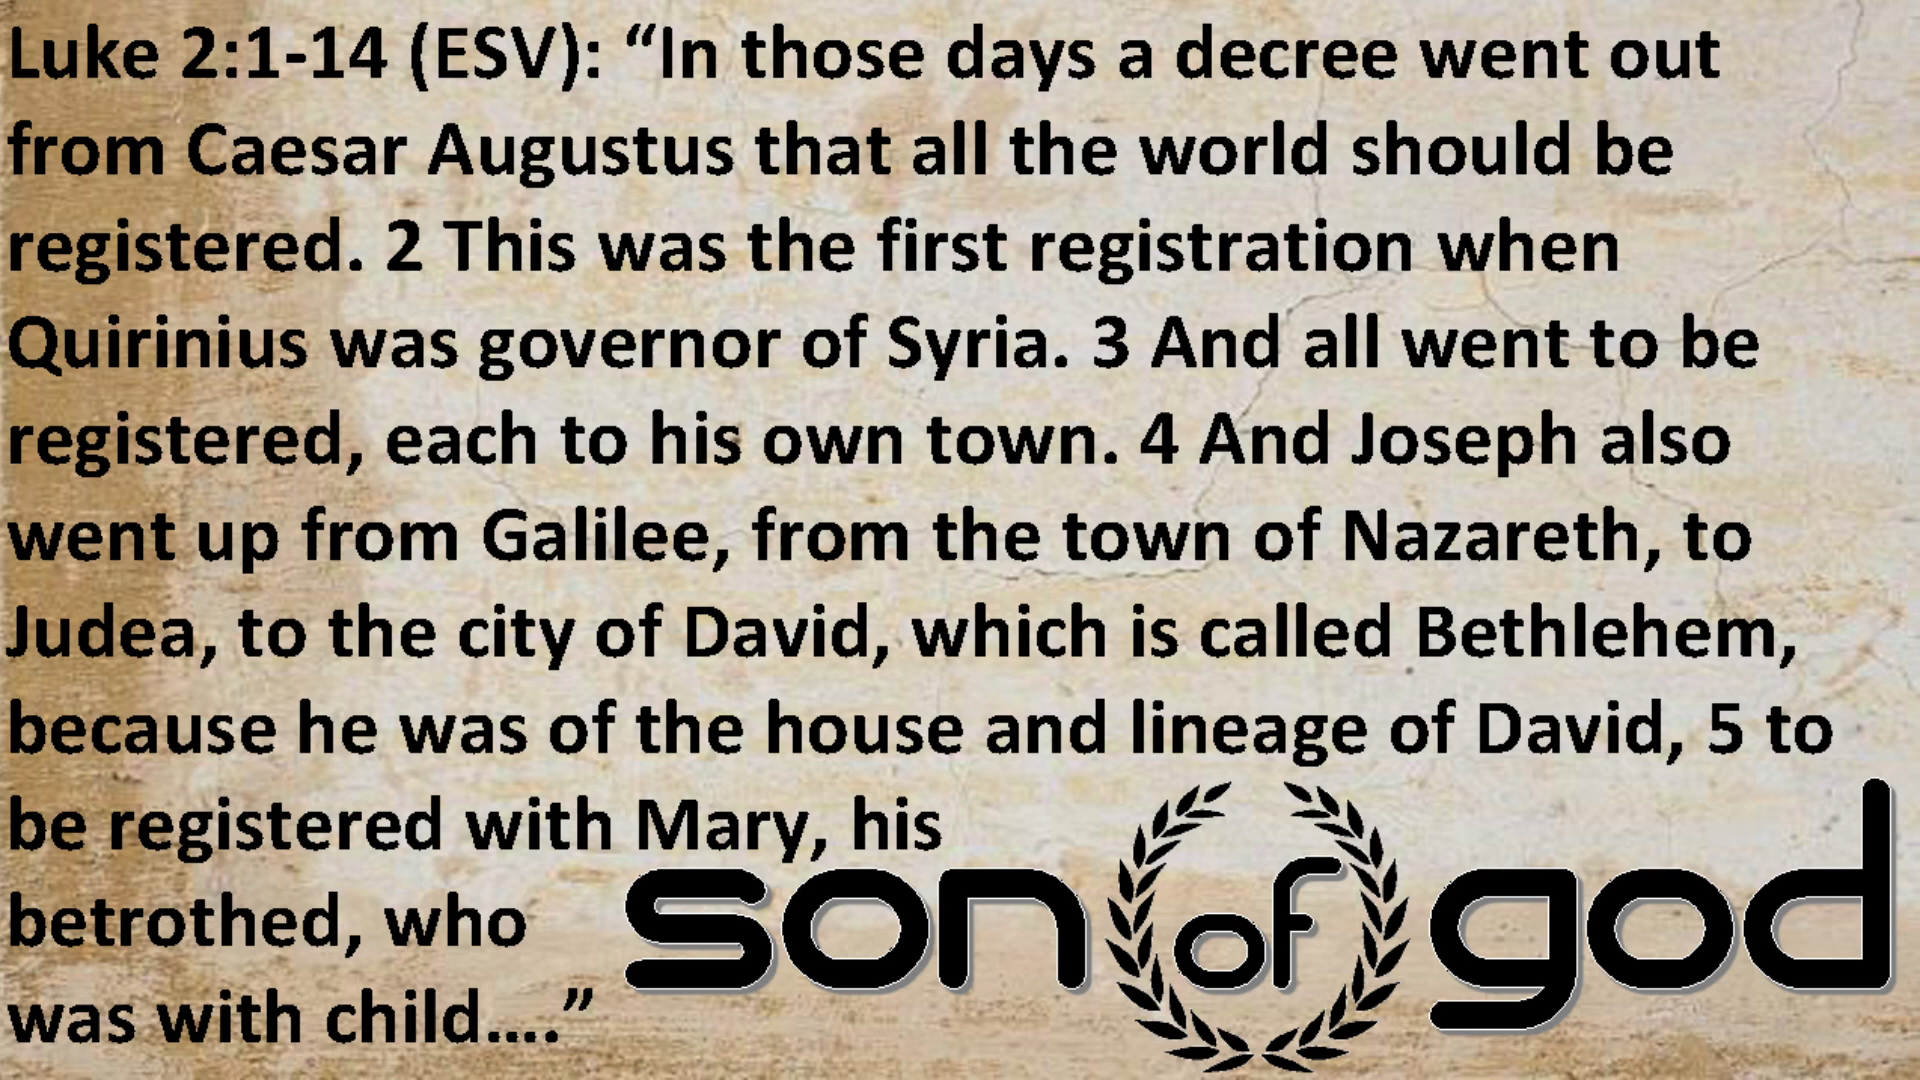 Luke 2:1-14 (ESV): “In those days a decree went out
from Caesar Augustus that all the world should be
registered. 2 This was the first registration when
Quirinius was governor of Syria. 3 And all went to be
registered, each to his own town. 4 And Joseph also
went up from Galilee, from the town of Nazareth, to
Judea, to the city of David, which is called Bethlehem,
because he was of the house and lineage of David, 5 to
be registered with Mary, his
betrothed, who
was with child….”
son of god